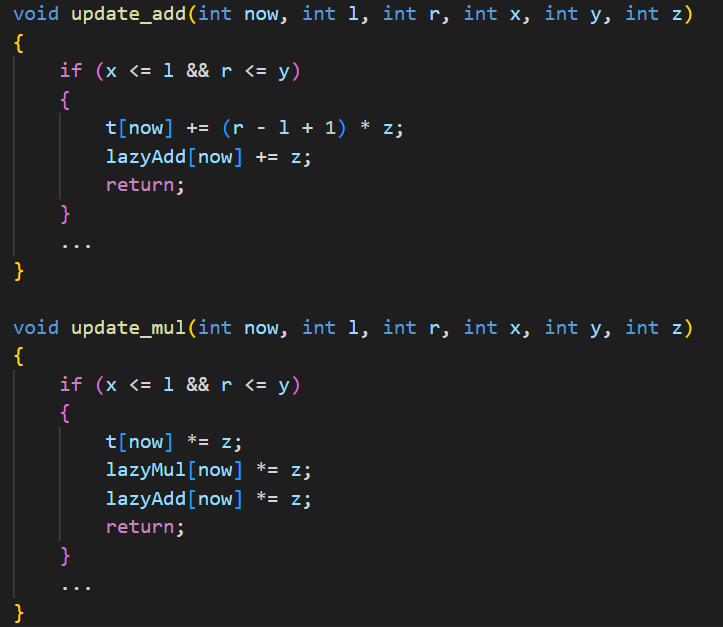 void update_add(int now, int l, int r, int x, int y, int z)
{
    if (x <= l && r <= y)
    {
        t[now] += (r - l + 1) * z;
        lazyAdd[now] += z;
        return;
    }
    ...
}

void update_mul(int now, int l, int r, int x, int y, int z)
{
    if (x <= l && r <= y)
    {
        t[now] *= z;
        lazyMul[now] *= z;
        lazyAdd[now] *= z;
        return;
    }
    ...
}